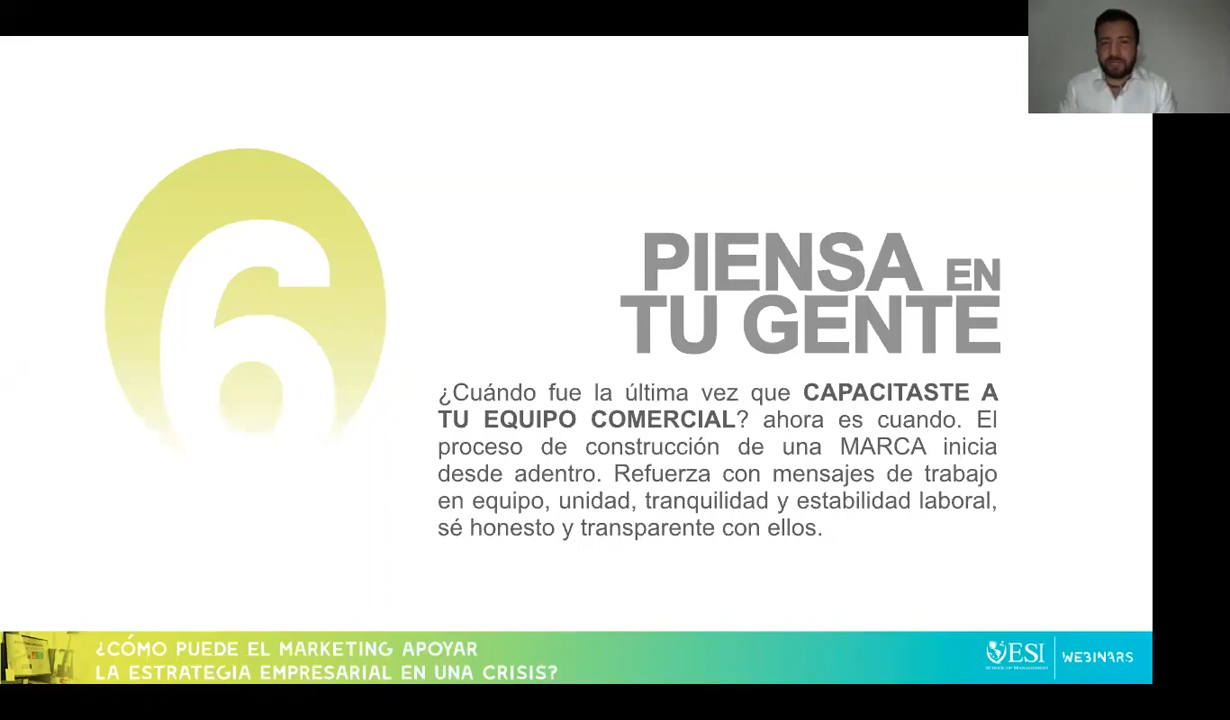 6
PIENSA EN
TU GENTE
¿Cuándo fue la última vez que CAPACITASTE A
TU EQUIPO COMERCIAL? ahora es cuando. El
proceso de construcción de una MARCA inicia
desde adentro. Refuerza con mensajes de trabajo
en equipo, unidad, tranquilidad y estabilidad laboral,
sé honesto y transparente con ellos.
¿CÓMO PUEDE EL MARKETING APOYAR
LA ESTRATEGIA EMPRESARIAL EN UNA CRISIS?
ESI
SCHOOL OF MANAGEMENT
WEBINARS